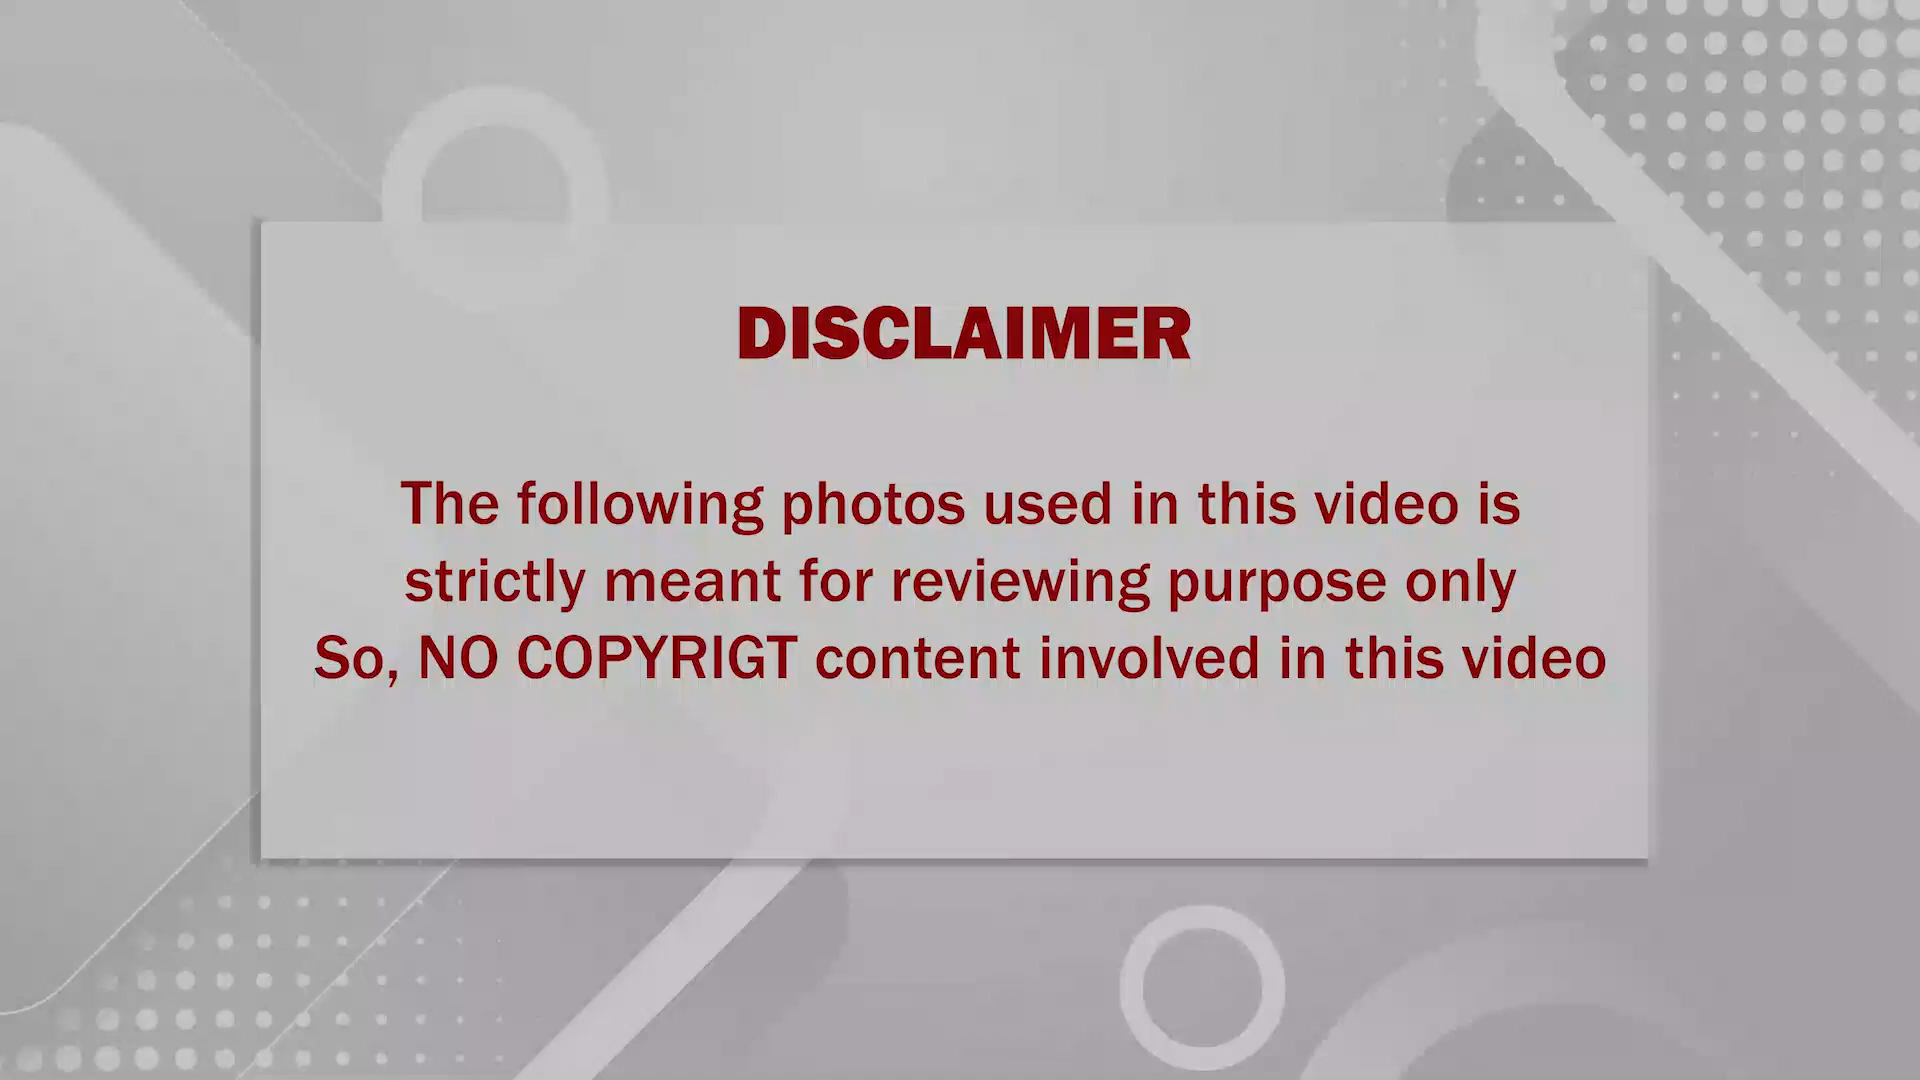 DISCLAIMER
The following photos used in this video is
strictly meant for reviewing purpose only
So, NO COPYRIGT content involved in this video